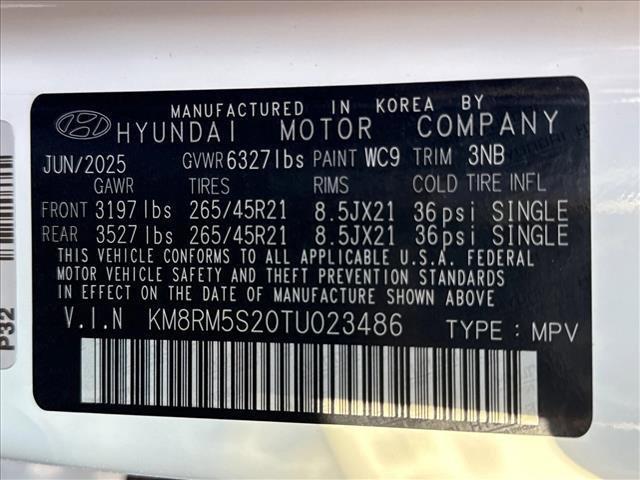 MANUFACTURED IN KOREA BY
HYUNDAI MOTOR COMPANY
JUN/2025 GVWR 6327lbs PAINT WC9 TRIM 3NB
GAWR TIRES RIMS COLD TIRE INFL
FRONT 3197lbs 265/45R21 8.5JX21 36psi SINGLE
REAR 3527lbs 265/45R21 8.5JX21 36psi SINGLE
THIS VEHICLE CONFORMS TO ALL APPLICABLE U.S.A. FEDERAL
MOTOR VEHICLE SAFETY AND THEFT PREVENTION STANDARDS
IN EFFECT ON THE DATE OF MANUFACTURE SHOWN ABOVE.
V.I.N KM8RM5S20TU023486 TYPE : MPV
P32